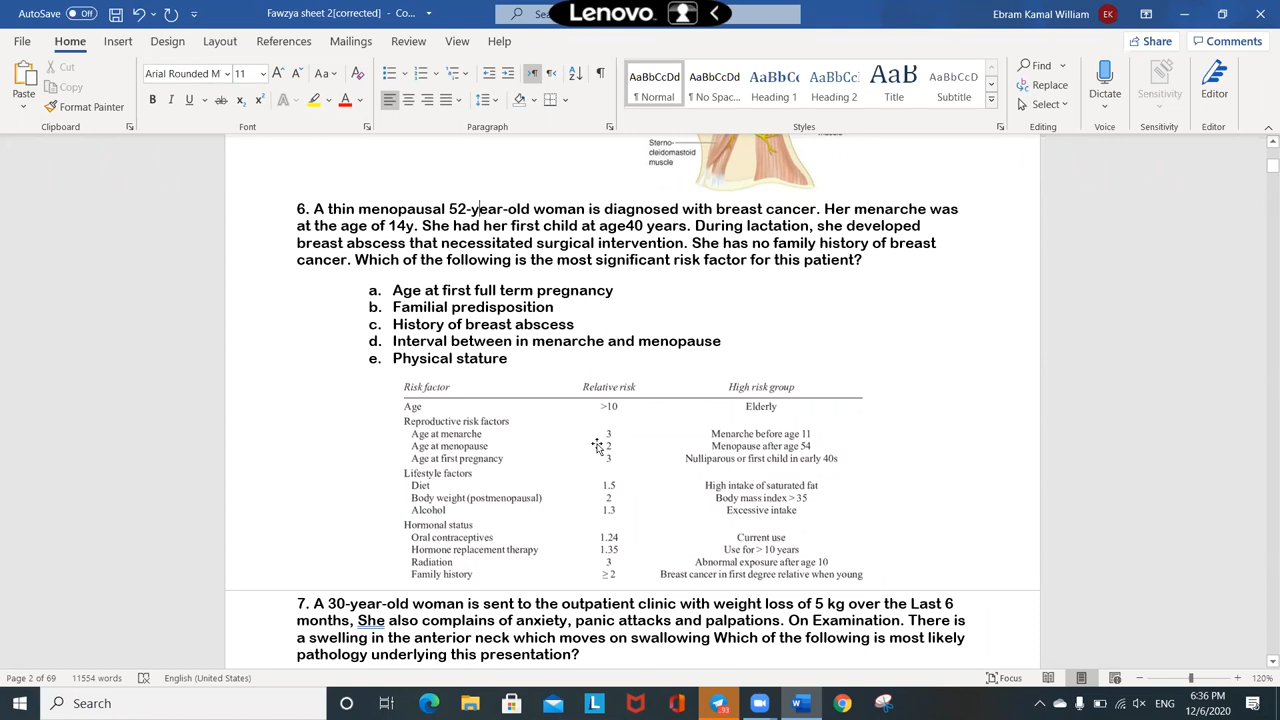 AutoSave Off Fawzya sheet 2(corrected) Search Lenovo Ebram Kamal William EK
File Home Insert Design Layout References Mailings Review View Help Share Comments
Paste Cut Copy Format Painter Arial Rounded M 11 Aa
AaBbCcDd AaBbCcDd AaBbCc AaBbCcl AaB AaBbCcD
¶ Normal ¶ No Spac... Heading 1 Heading 2 Title Subtitle
Find Replace Select Dictate Sensitivity Editor
Clipboard Font Paragraph Styles Editing Voice Sensitivity Editor
Sterno-
cleidomastoid
muscle
muscle
6. A thin menopausal 52-year-old woman is diagnosed with breast cancer. Her menarche was
at the age of 14y. She had her first child at age40 years. During lactation, she developed
breast abscess that necessitated surgical intervention. She has no family history of breast
cancer. Which of the following is the most significant risk factor for this patient?
a. Age at first full term pregnancy
b. Familial predisposition
c. History of breast abscess
d. Interval between in menarche and menopause
e. Physical stature
Risk factor Relative risk High risk group
Age >10 Elderly
Reproductive risk factors
Age at menarche 3 Menarche before age 11
Age at menopause 2 Menopause after age 54
Age at first pregnancy 3 Nulliparous or first child in early 40s
Lifestyle factors
Diet 1.5 High intake of saturated fat
Body weight (postmenopausal) 2 Body mass index > 35
Alcohol 1.3 Excessive intake
Hormonal status
Oral contraceptives 1.24 Current use
Hormone replacement therapy 1.35 Use for > 10 years
Radiation 3 Abnormal exposure after age 10
Family history ≥ 2 Breast cancer in first degree relative when young
7. A 30-year-old woman is sent to the outpatient clinic with weight loss of 5 kg over the Last 6
months, She also complains of anxiety, panic attacks and palpations. On Examination. There is
a swelling in the anterior neck which moves on swallowing Which of the following is most likely
pathology underlying this presentation?
Page 2 of 69 11554 words English (United States) Focus 120%
Search 93 6:36 PM
12/6/2020